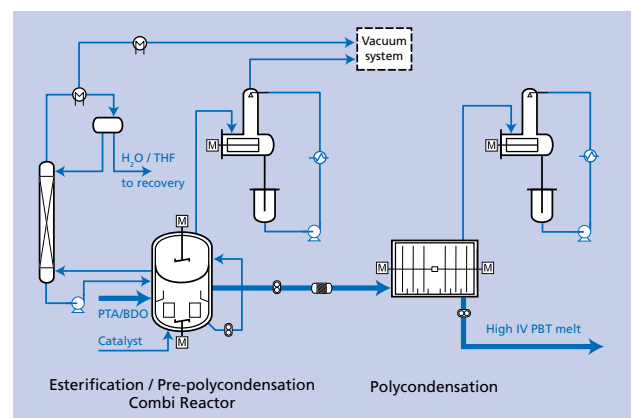 Vacuum
system
H₂O / THF
to recovery
M
M
M
M
M
M
M
M
PTA/BDO
Catalyst
High IV PBT melt
Esterification / Pre-polycondensation
Combi Reactor
Polycondensation